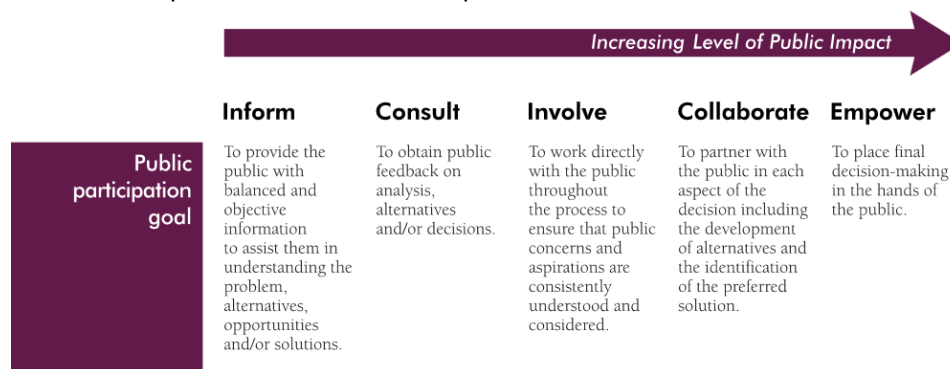 Increasing Level of Public Impact
Inform
Consult
Involve
Collaborate
Empower
Public
participation
goal
To provide the
public with
balanced and
objective
information
to assist them in
understanding the
problem,
alternatives,
opportunities
and/or solutions.
To obtain public
feedback on
analysis,
alternatives
and/or decisions.
To work directly
with the public
throughout
the process to
ensure that public
concerns and
aspirations are
consistently
understood and
considered.
To partner with
the public in each
aspect of the
decision including
the development
of alternatives and
the identification
of the preferred
solution.
To place final
decision-making
in the hands of
the public.